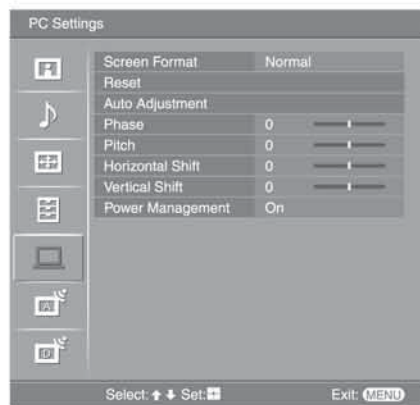 PC Settings
Screen Format Normal
Reset
Auto Adjustment
Phase 0
Pitch 0
Horizontal Shift 0
Vertical Shift 0
Power Management On
A
D
Select: Set: Exit: MENU